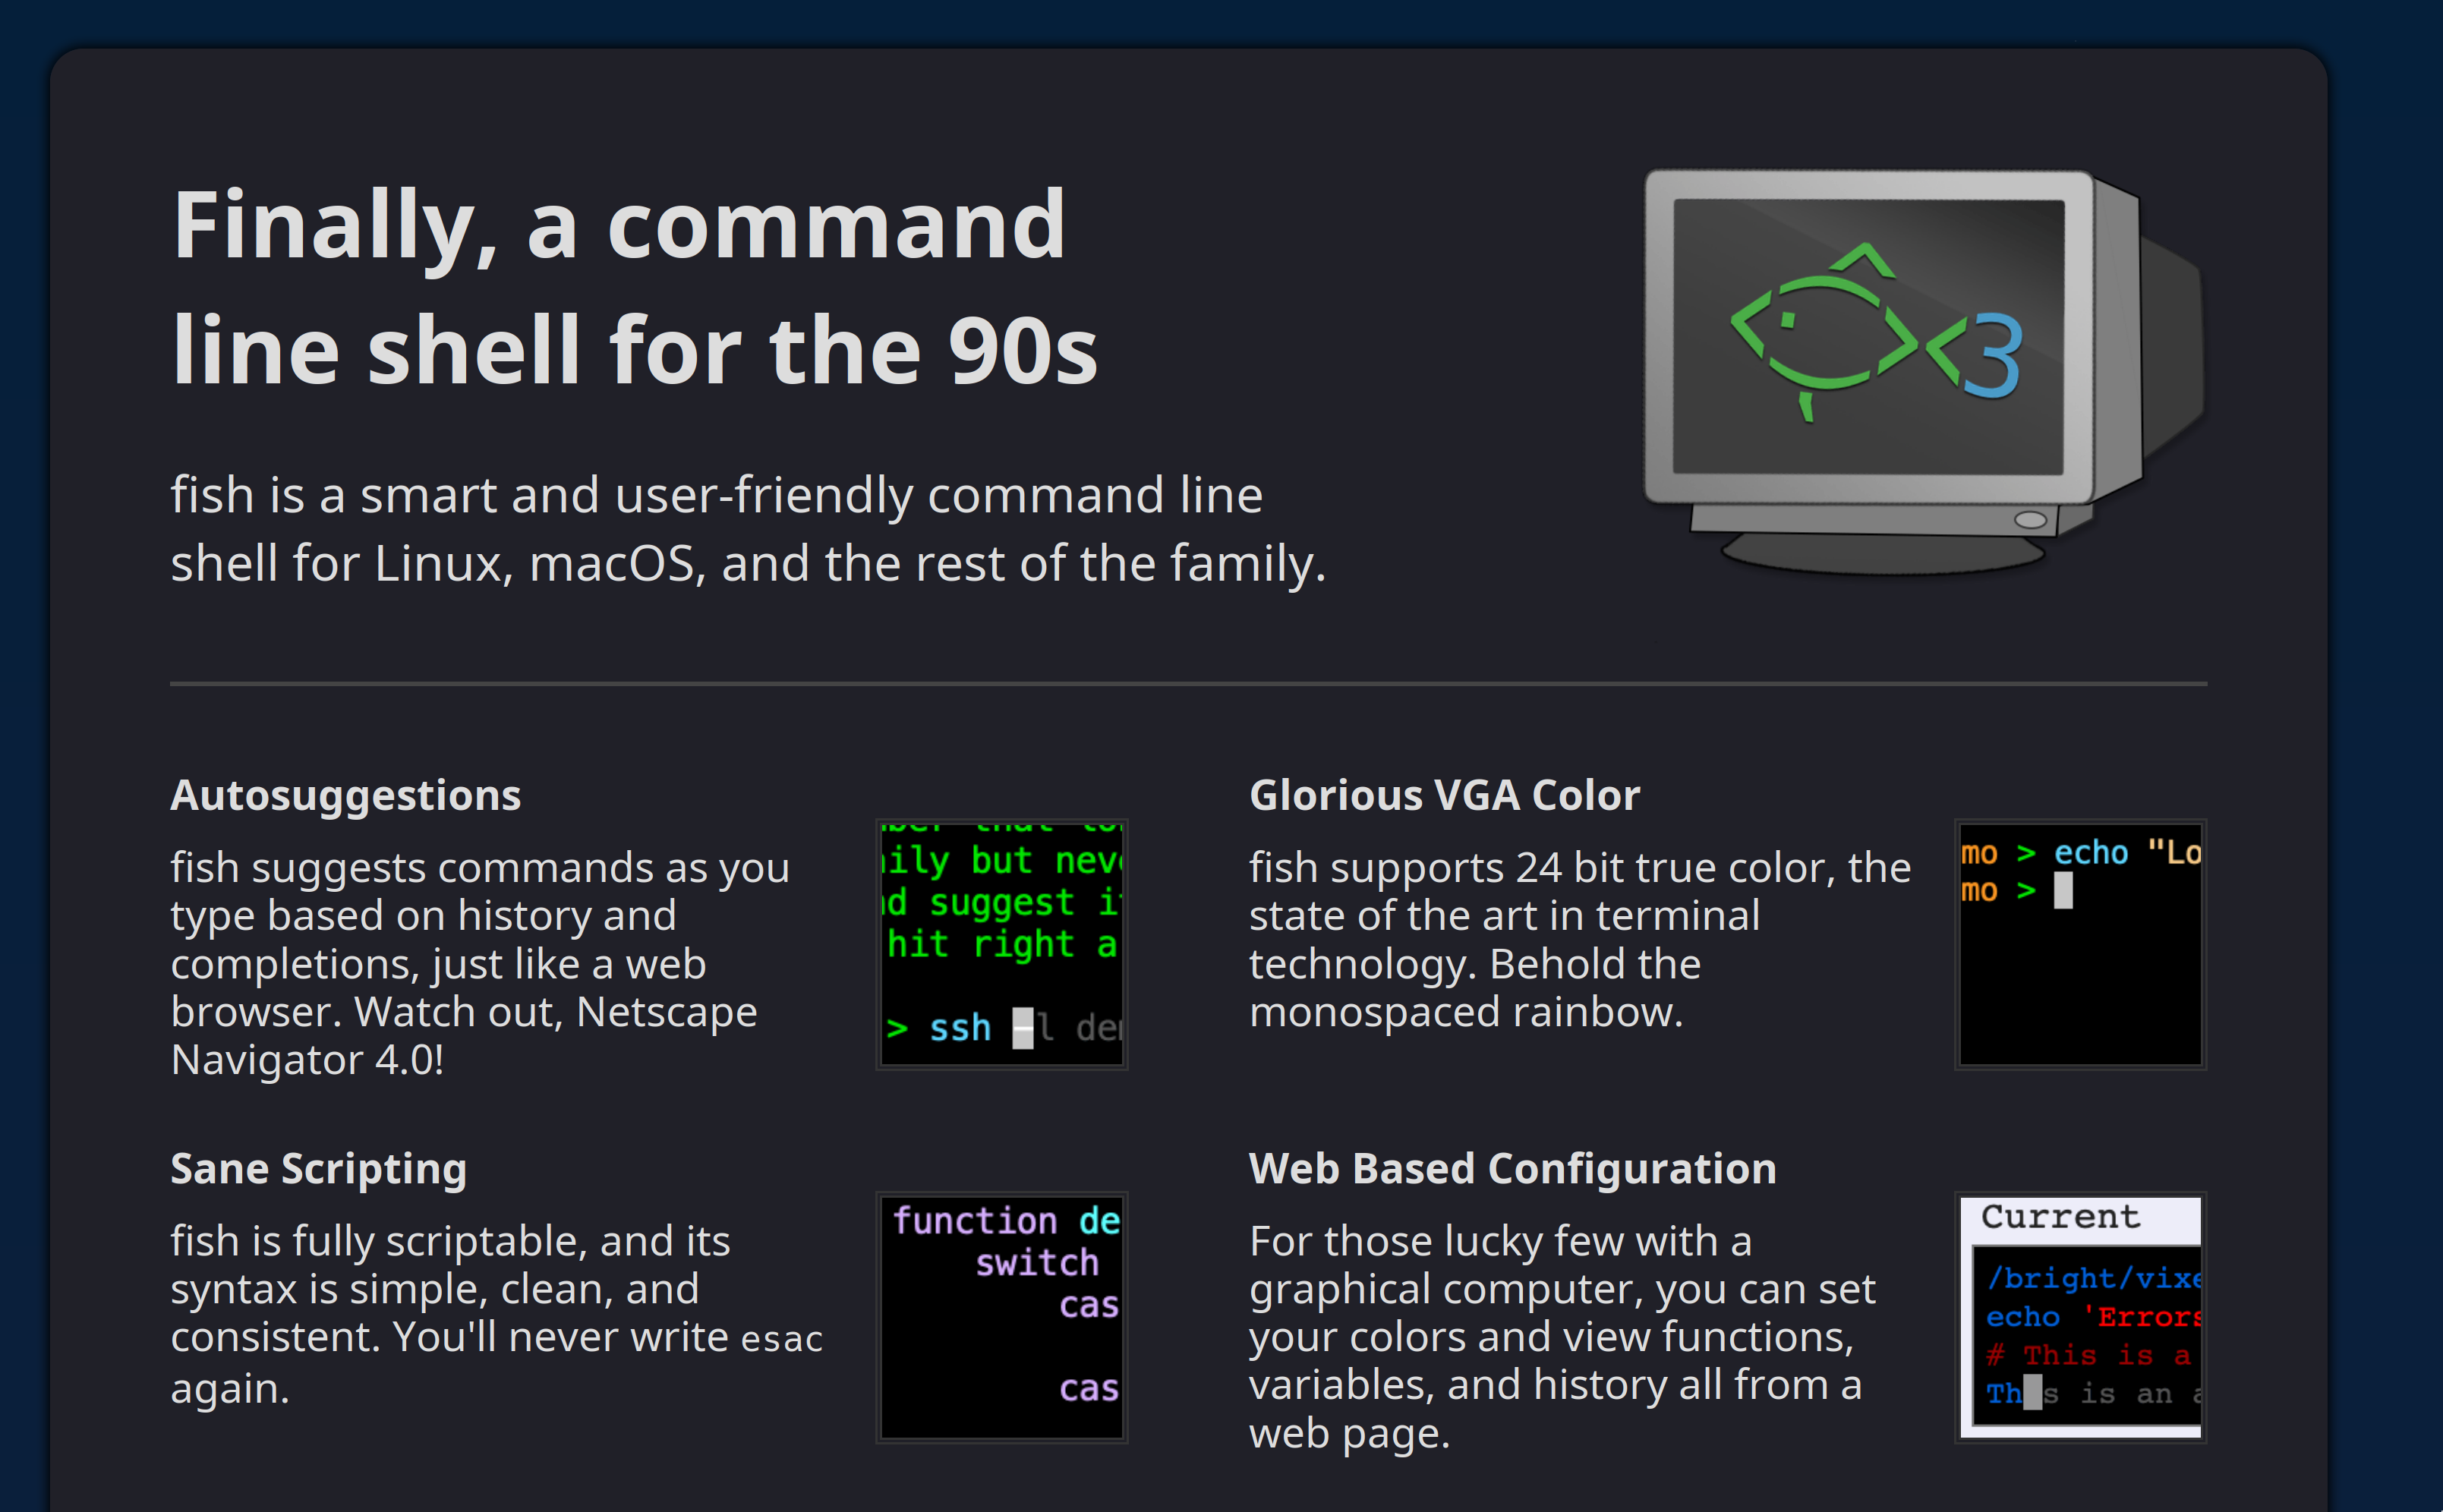 Finally, a command
line shell for the 90s
fish is a smart and user-friendly command line
shell for Linux, macOS, and the rest of the family.
<•><3
Autosuggestions
fish suggests commands as you
type based on history and
completions, just like a web
browser. Watch out, Netscape
Navigator 4.0!
ily but nev
d suggest i
hit right a
> ssh -l de
Glorious VGA Color
fish supports 24 bit true color, the
state of the art in terminal
technology. Behold the
monospaced rainbow.
mo > echo "Lo
mo >
Sane Scripting
fish is fully scriptable, and its
syntax is simple, clean, and
consistent. You'll never write esac
again.
function de
switch
cas
cas
Web Based Configuration
For those lucky few with a
graphical computer, you can set
your colors and view functions,
variables, and history all from a
web page.
Current
/bright/vixe
echo 'Errors
# This is a
This is an a